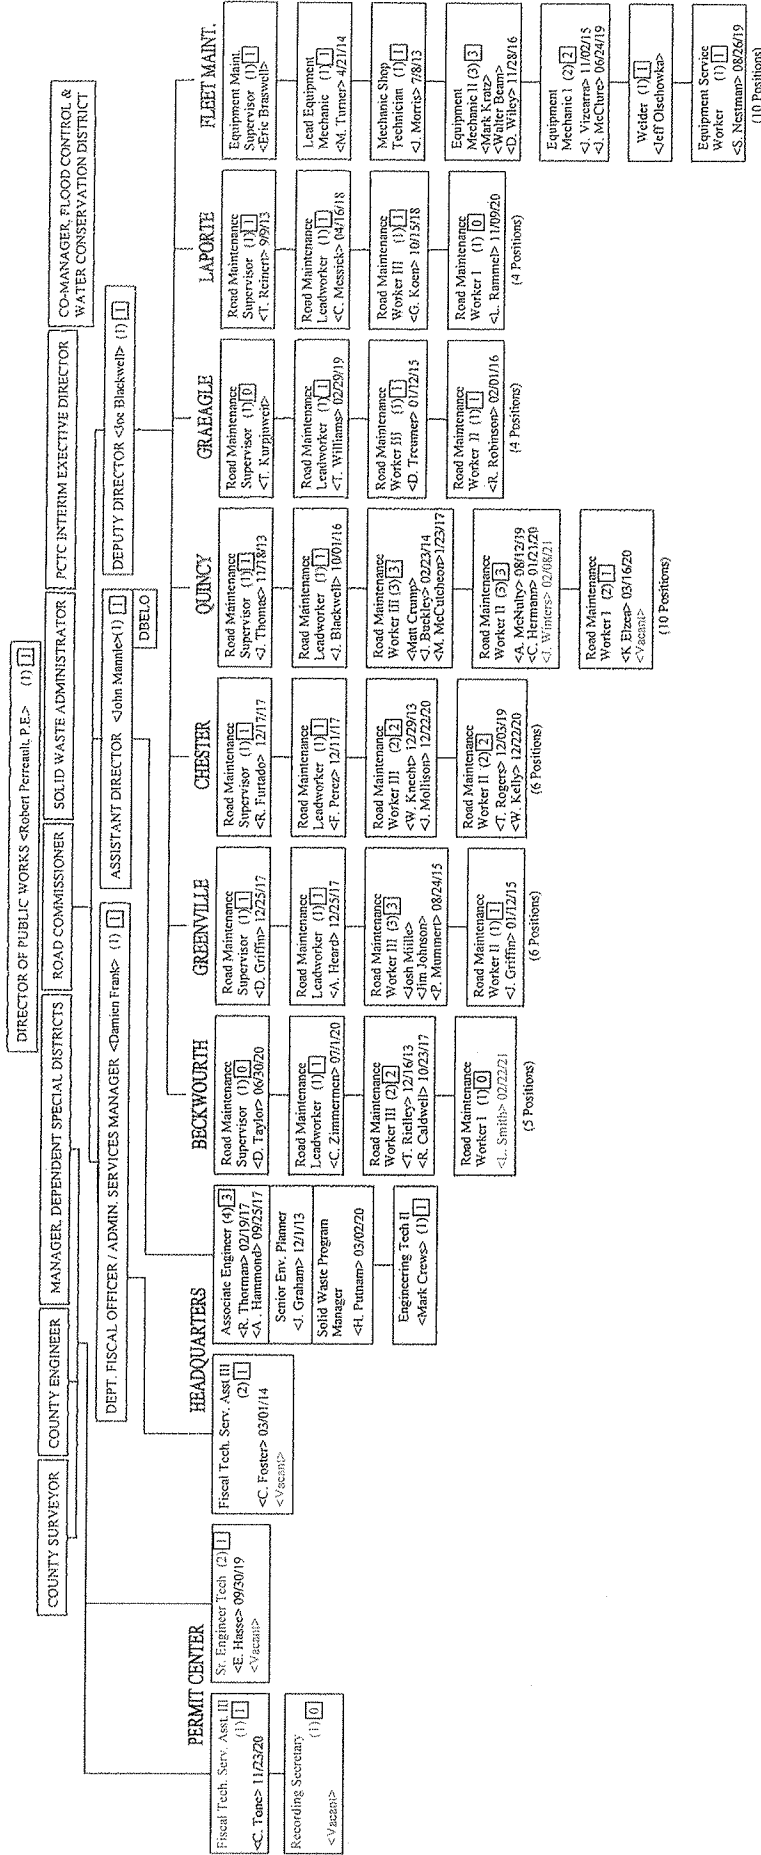 DIRECTOR OF PUBLIC WORKS <Robert Perreault, P.E.> (1) 1
COUNTY SURVEYOR
COUNTY ENGINEER
MANAGER, DEPENDENT SPECIAL DISTRICTS
ROAD COMMISSIONER
SOLID WASTE ADMINISTRATOR
PCTC INTERIM EXECTIVE DIRECTOR
CO-MANAGER, FLOOD CONTROL &
WATER CONSERVATION DISTRICT
DEPT. FISCAL OFFICER / ADMIN. SERVICES MANAGER <Damien Frank> (1) 1
ASSISTANT DIRECTOR <John Mannle>(1) 1
DBELO
DEPUTY DIRECTOR <Joe Blackwell> (1) 1
PERMIT CENTER
Fiscal Tech. Serv. Asst. III
(1) 1
<C. Tone> 11/23/20
Recording Secretary
(1) 0
<Vacant>
Sr. Engineer Tech (2) 1
<E. Hasse> 09/30/19
<Vacant>
HEADQUARTERS
Fiscal Tech. Serv. Asst III
(2) 1
<C. Foster> 03/01/14
<Vacant>
Associate Engineer (4) 3
<R. Thorman> 02/19/17
<A. Hammond> 09/25/17
Senior Env. Planner
<J. Graham> 12/1/13
Solid Waste Program
Manager
<H. Putnam> 03/02/20
Engineering Tech II
<Mark Crews> (1) 1
BECKWOURTH
Road Maintenance
Supervisor (1) 0
<D. Taylor> 06/30/20
Road Maintenance
Leadworker (1) 1
<C. Zimmermen> 07/1/20
Road Maintenance
Worker III (2) 2
<T. Rielley> 12/16/13
<R. Caldwell> 10/23/17
Road Maintenance
Worker I (1) 0
<L. Smith> 02/22/21
(5 Positions)
GREENVILLE
Road Maintenance
Supervisor (1) 1
<D. Griffin> 12/25/17
Road Maintenance
Leadworker (1) 1
<A. Heard> 12/25/17
Road Maintenance
Worker III (3) 3
<Josh Miille>
<Jim Johnson>
<P. Mummert> 08/24/15
Road Maintenance
Worker II (1) 1
<J. Griffin> 01/12/15
(6 Positions)
CHESTER
Road Maintenance
Supervisor (1) 1
<R. Furtado> 12/17/17
Road Maintenance
Leadworker (1) 1
<F. Perez> 12/11/17
Road Maintenance
Worker III (2) 2
<W. Knecht> 12/29/13
<J. Mollison> 12/22/20
Road Maintenance
Worker II (2) 2
<T. Rogers> 12/03/19
<W. Kelly> 12/22/20
(6 Positions)
QUINCY
Road Maintenance
Supervisor (1) 1
<J. Thomas> 11/18/13
Road Maintenance
Leadworker (1) 1
<J. Blackwell> 10/01/16
Road Maintenance
Worker III (3) 3
<Matt Crump>
<J. Buckley> 02/23/14
<M. McCutcheon>1/23/17
Road Maintenance
Worker II (3) 3
<A. McNulty> 08/12/19
<C. Hermann> 01/21/20
<J. Winters> 02/08/21
Road Maintenance
Worker I (2) 1
<K Elzea> 03/16/20
<Vacant>
(10 Positions)
GRAEAGLE
Road Maintenance
Supervisor (1) 0
<T. Kurpjuweit>
Road Maintenance
Leadworker (1) 1
<T. Williams> 02/29/19
Road Maintenance
Worker III (1) 1
<D. Treumer> 01/12/15
Road Maintenance
Worker II (1) 1
<R. Robinson> 02/01/16
(4 Positions)
LAPORTE
Road Maintenance
Supervisor (1) 1
<T. Reinert> 9/9/13
Road Maintenance
Leadworker (1) 1
<C. Messick> 04/16/18
Road Maintenance
Worker III (1) 1
<G. Koen> 10/15/18
Road Maintenance
Worker I (1) 0
<L. Rammel> 11/09/20
(4 Positions)
FLEET MAINT.
Equipment Maint.
Supervisor (1) 1
<Eric Braswell>
Lead Equipment
Mechanic (1) 1
<M. Turner> 4/21/14
Mechanic Shop
Technician (1) 1
<J. Morris> 7/8/13
Equipment
Mechanic II (3) 3
<Mark Kratz>
<Walter Beam>
<D. Wiley> 11/28/16
Equipment
Mechanic I (2) 2
<J. Vizcarra> 11/02/15
<J. McClure> 06/24/19
Welder (1) 1
<Jeff Olschowka>
Equipment Service
Worker (1) 1
<S. Nestman> 08/26/19
(10 Positions)